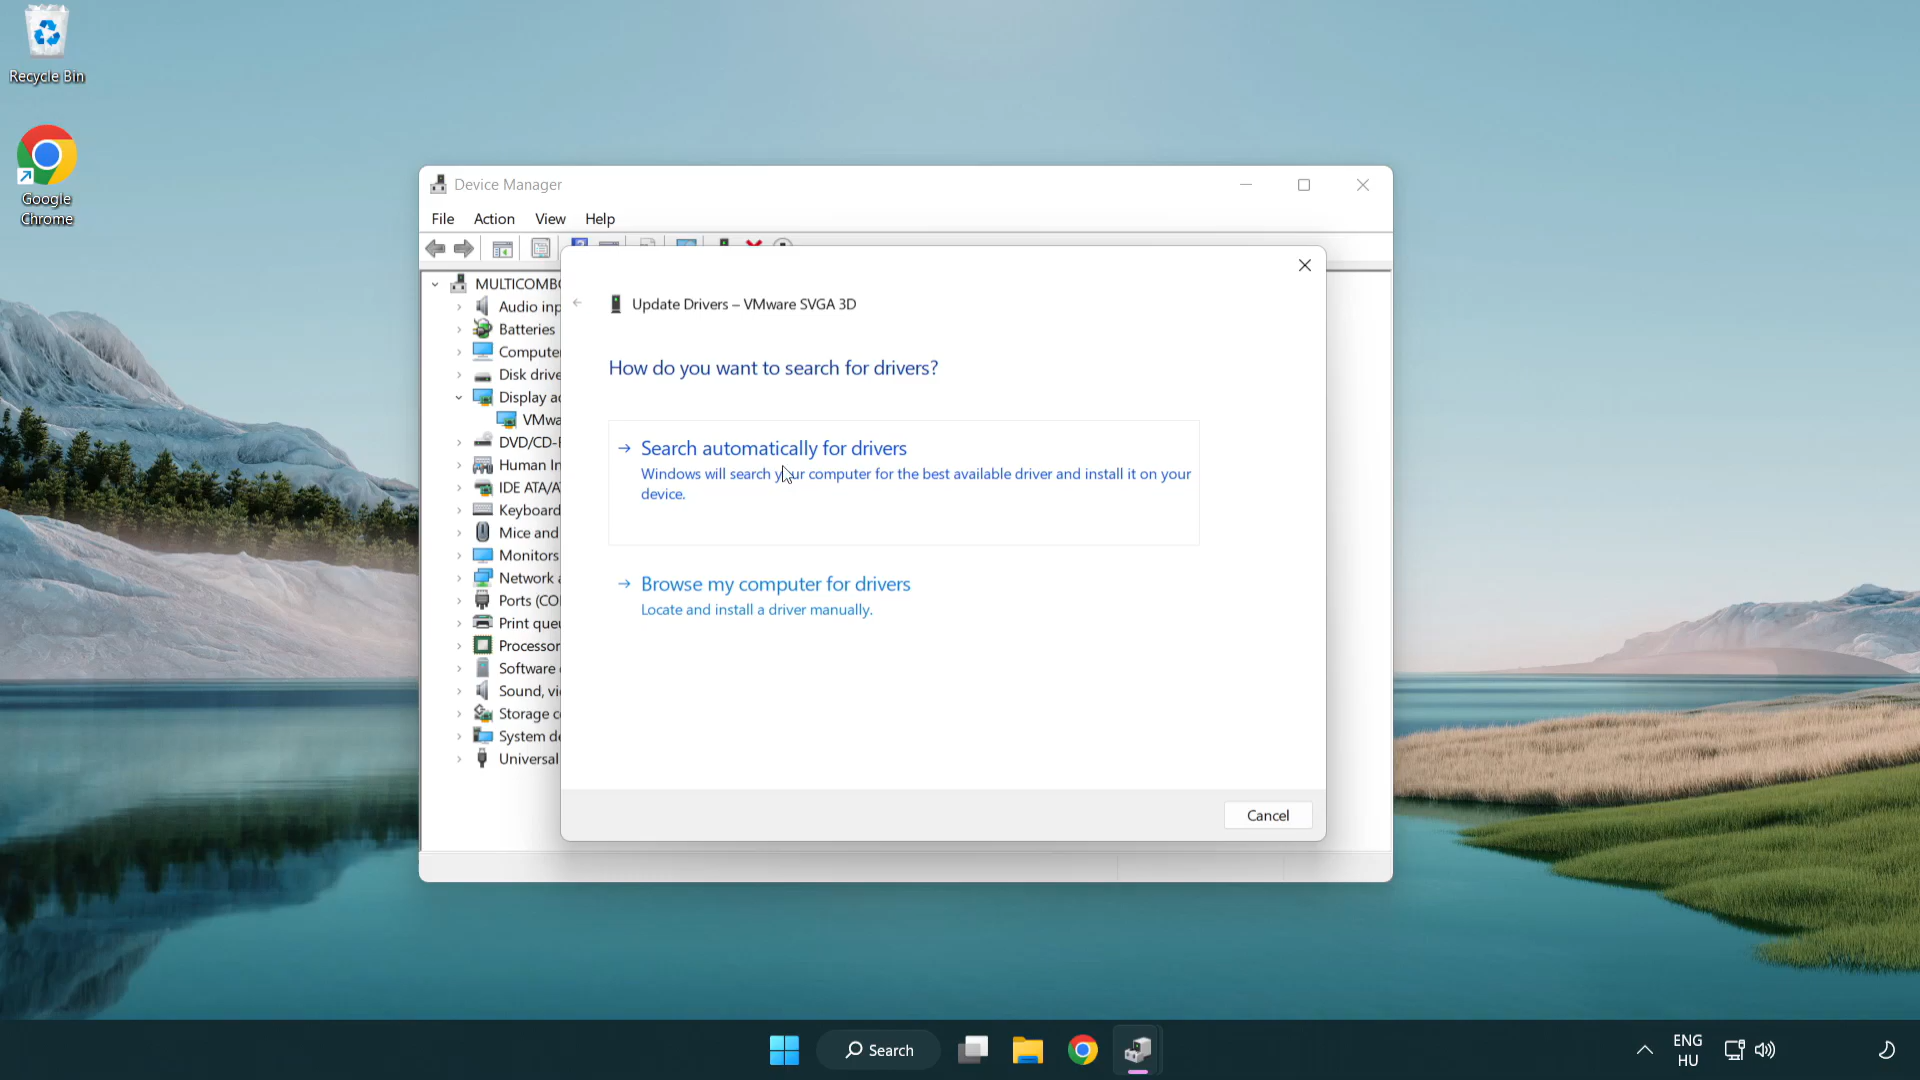 Recycle Bin
Google
Chrome
Device Manager
File Action View Help
MULTICOMBO
Audio inp
Batteries
Compute
Disk drive
Display a
VMwa
DVD/CD-
Human In
IDE ATA/A
Keyboard
Mice and
Monitors
Network a
Ports (CO
Print que
Processor
Software
Sound, vi
Storage c
System de
Universal
Update Drivers – VMware SVGA 3D
How do you want to search for drivers?
Search automatically for drivers
Windows will search your computer for the best available driver and install it on your
device.
Browse my computer for drivers
Locate and install a driver manually.
Cancel
Search
ENG
HU